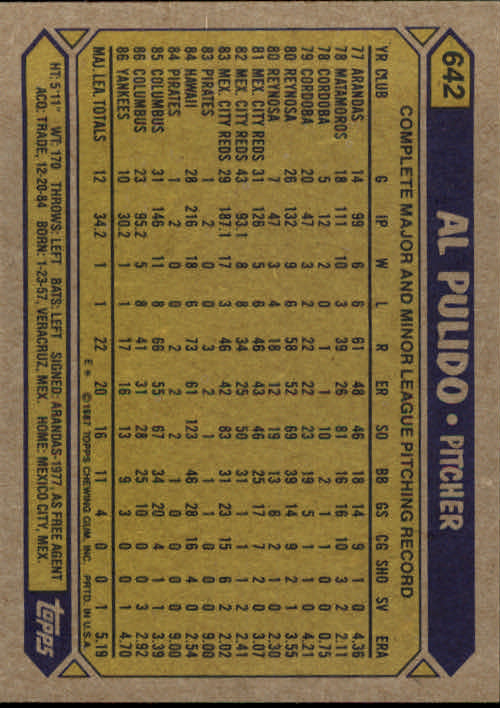 642
AL PULIDO • PITCHER
COMPLETE MAJOR AND MINOR LEAGUE PITCHING RECORD
YR CLUB G IP W L R ER SO BB GS CG SHO SV ERA
77 ARANDAS 14 99 6 6 61 48 46 18 14 9 1 0 4.36
78 MATAMOROS 18 111 10 3 39 26 81 16 16 10 3 2 2.11
78 CORDOBA 5 12 2 0 1 1 10 2 1 1 0 0 0.75
79 CORDOBA 20 47 3 2 22 22 23 19 5 1 0 0 4.21
80 REYNOSA 26 132 9 6 58 52 69 39 14 9 2 1 3.55
80 REYNOSA 7 47 3 4 18 12 19 13 6 2 1 0 2.30
81 MEX. CITY REDS 31 126 5 6 46 43 46 25 17 7 2 0 3.07
82 MEX. CITY REDS 43 93.1 8 8 34 25 50 31 1 1 1 2 2.41
83 MEX. CITY REDS 29 187.1 17 3 46 42 83 31 23 15 6 2 2.02
83 PIRATES 1 2 0 0 3 2 1 1 1 0 0 0 9.00
84 HAWAII 28 216 18 6 73 61 123 46 28 16 4 0 2.54
84 PIRATES 1 2 0 0 2 2 1 2 1 0 0 0 9.00
85 COLUMBUS 31 146 11 8 66 55 67 34 20 4 1 1 3.39
86 COLUMBUS 23 95.2 8 5 41 31 28 25 10 0 0 3 2.92
86 YANKEES 10 30.2 1 1 17 16 13 9 3 0 0 1 4.70
MAJ. LEA. TOTALS 12 34.2 1 1 22 20 16 11 4 0 0 1 5.19
E * © 1987 TOPPS CHEWING GUM, INC. PRTD. IN U.S.A.
HT: 5'11" WT: 170 THROWS: LEFT BATS: LEFT SIGNED: ARANDAS-1977, AS FREE AGENT
ACQ: TRADE, 12-20-84 BORN: 1-23-57, VERACRUZ, MEX. HOME: MEXICO CITY, MEX.
topps